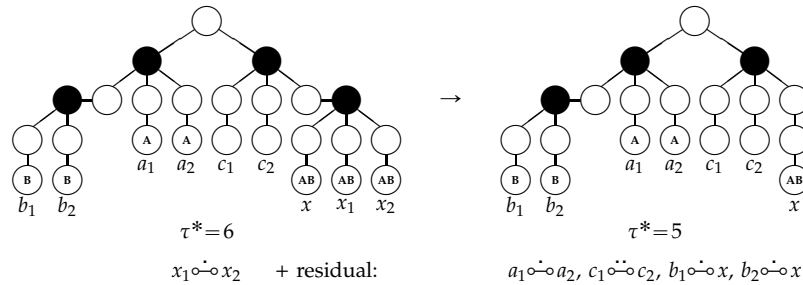 →
A A A A
a₁ a₂ c₁ c₂ a₁ a₂ c₁ c₂
B B AB AB AB B B AB
b₁ b₂ x x₁ x₂ b₁ b₂ x
τ*=6 τ*=5
x₁⚬–̇⚬x₂ + residual: a₁⚬–̇⚬a₂, c₁⚬–̈⚬c₂, b₁⚬–̇⚬x, b₂⚬–̇⚬x